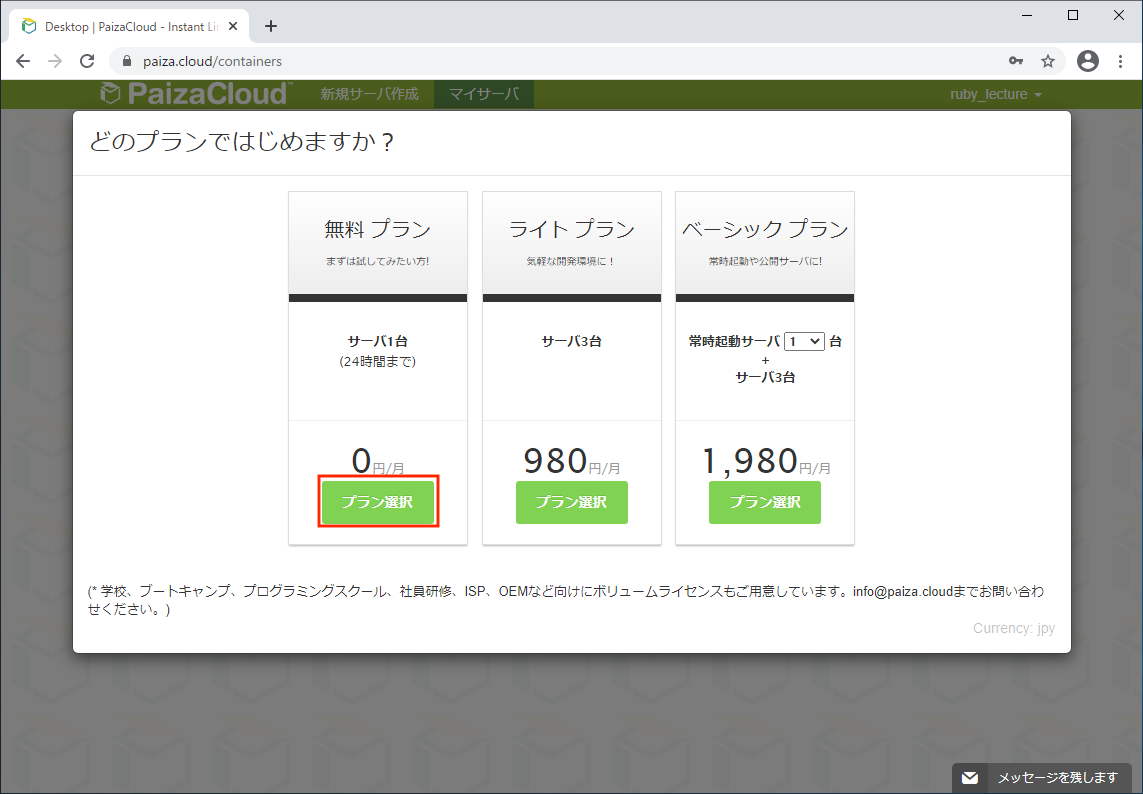 Desktop | PaizaCloud - Instant Li
paiza.cloud/containers
PaizaCloud
新規サーバ作成
マイサーバ
ruby_lecture
どのプランではじめますか？
無料 プラン
まずは試してみたい方!
サーバ1台
(24時間まで)
0円/月
プラン選択
ライト プラン
気軽な開発環境に！
サーバ3台
980円/月
プラン選択
ベーシック プラン
常時起動や公開サーバに!
常時起動サーバ 1 台
+
サーバ3台
1,980円/月
プラン選択
(* 学校、ブートキャンプ、プログラミングスクール、社員研修、ISP、OEMなど向けにボリュームライセンスもご用意しています。info@paiza.cloudまでお問い合わ
せください。)
Currency: jpy
メッセージを残します